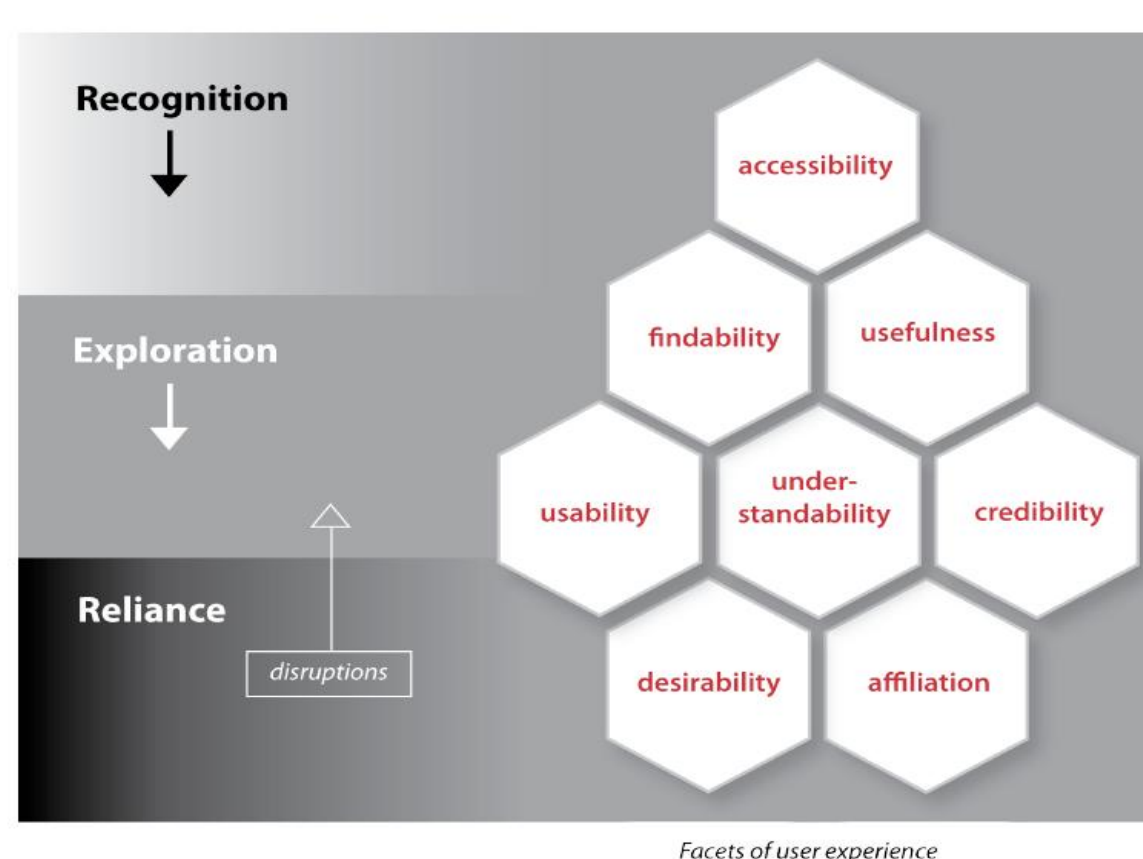 Recognition
accessibility
findability
usefulness
Exploration
usability
under-
standability
credibility
Reliance
disruptions
desirability
affiliation
Facets of user experience